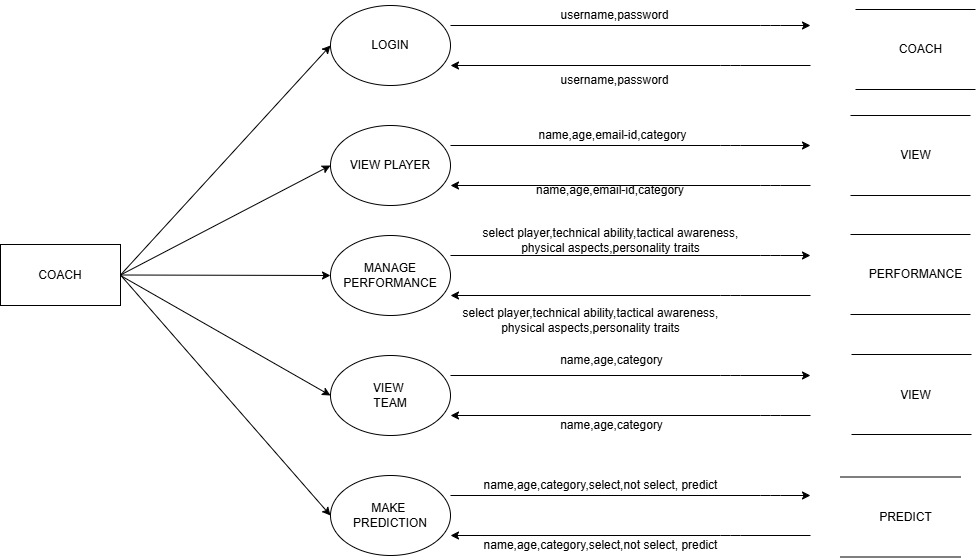 username,password
LOGIN
COACH
username,password
name,age,email-id,category
VIEW PLAYER
VIEW
name,age,email-id,category
select player,technical ability,tactical awareness,
physical aspects,personality traits
COACH
MANAGE
PERFORMANCE
PERFORMANCE
select player,technical ability,tactical awareness,
physical aspects,personality traits
name,age,category
VIEW
TEAM
VIEW
name,age,category
name,age,category,select,not select, predict
MAKE
PREDICTION
PREDICT
name,age,category,select,not select, predict